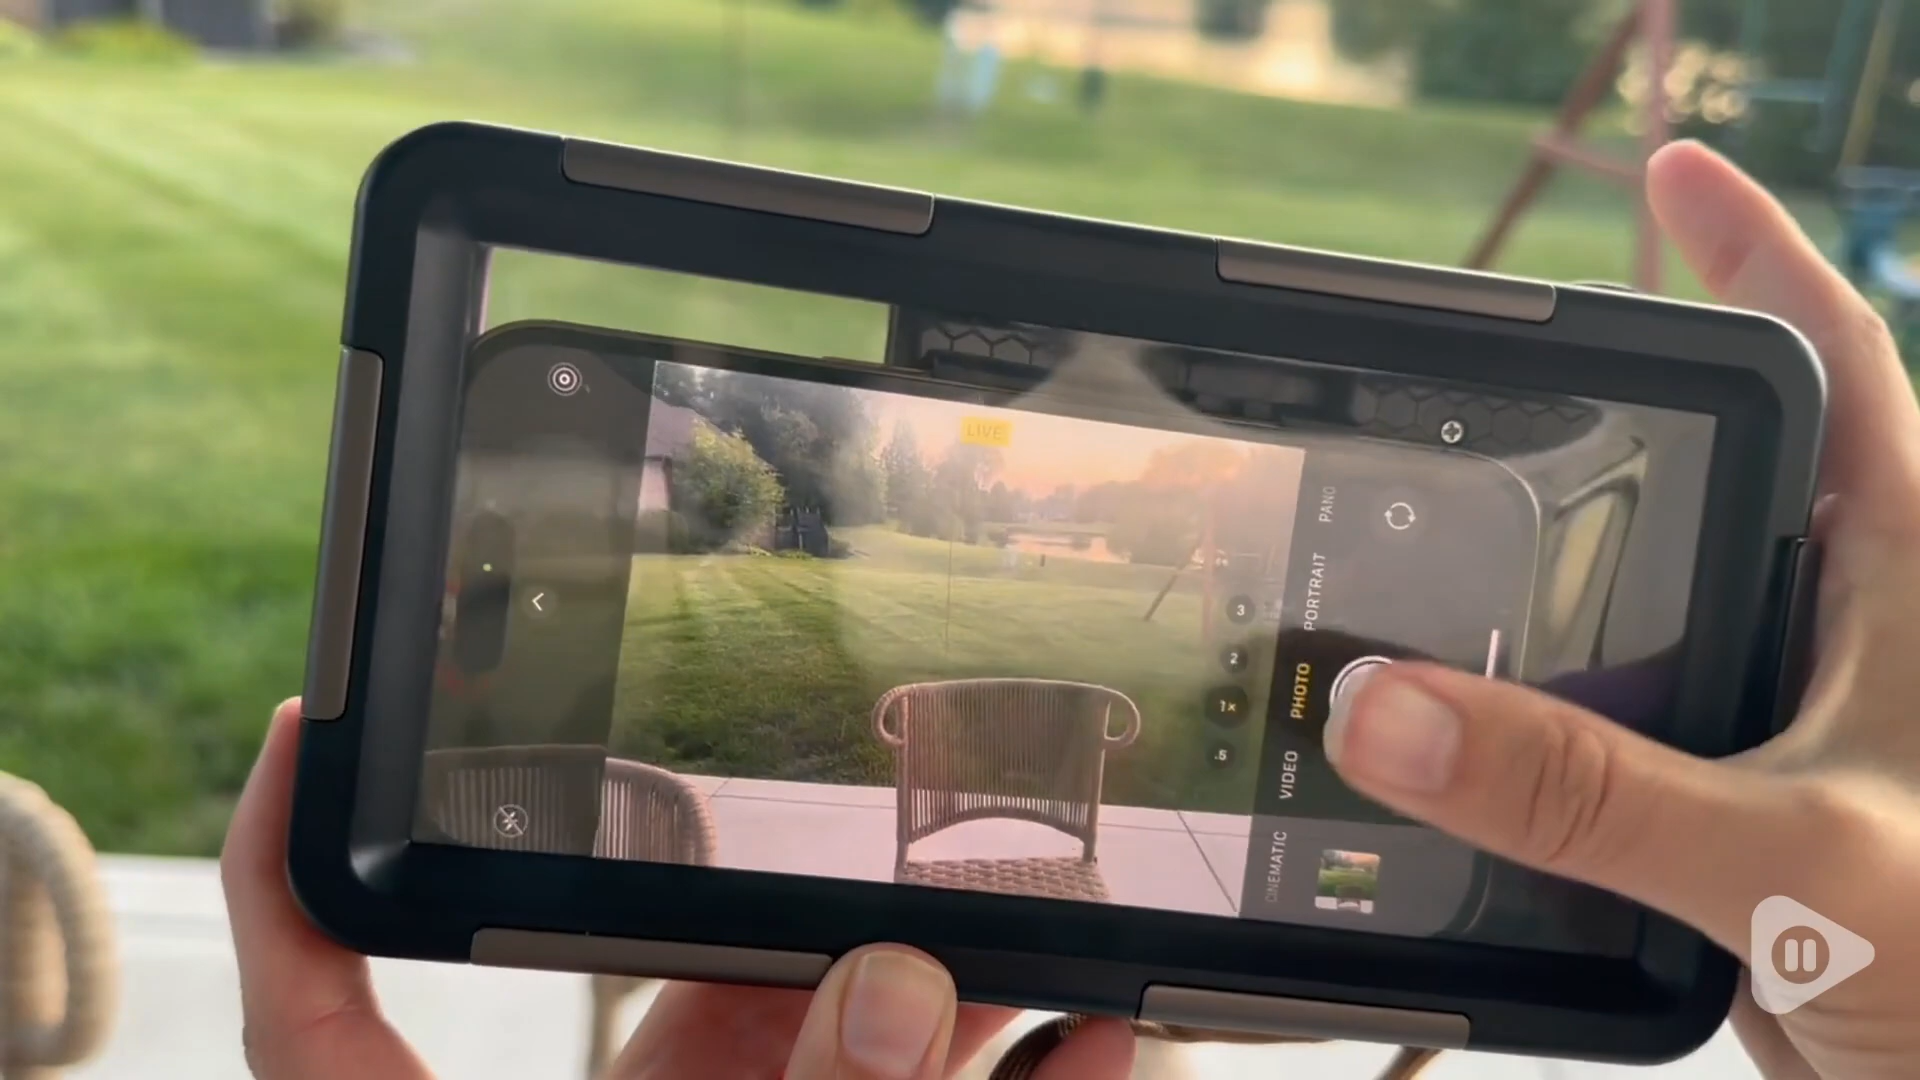 LIVE
PANO
PORTRAIT
PHOTO
VIDEO
CINEMATIC
3
2
1×
.5